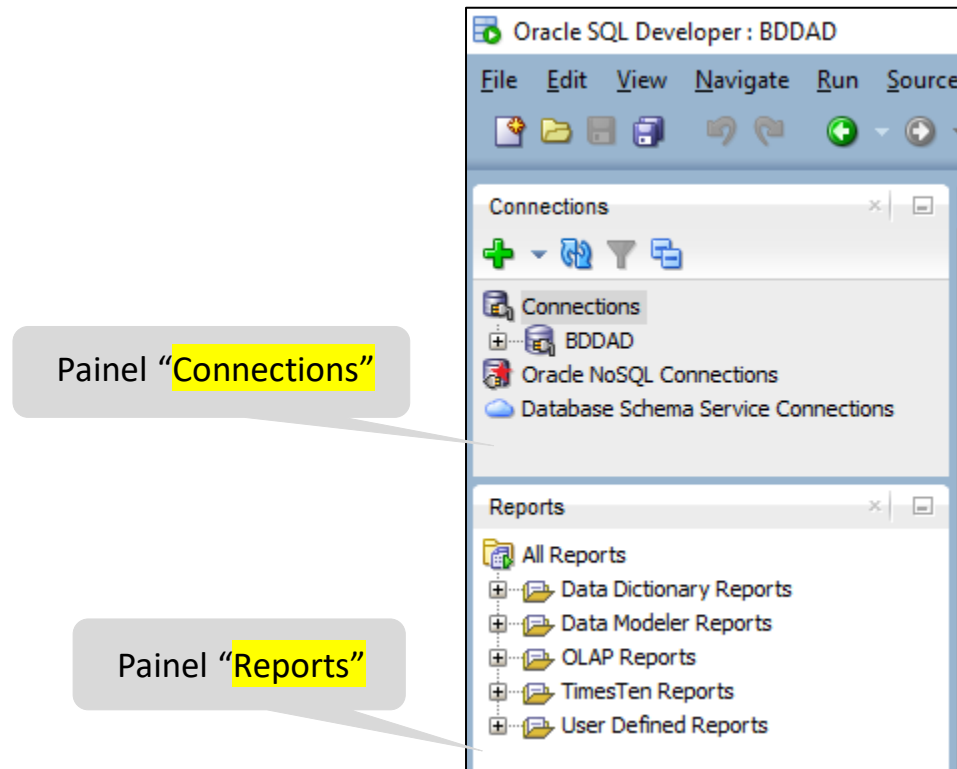 Oracle SQL Developer : BDDAD
File Edit View Navigate Run Source
Connections
Connections
BDDAD
Oracle NoSQL Connections
Database Schema Service Connections
Painel “Connections”
Reports
All Reports
Data Dictionary Reports
Data Modeler Reports
OLAP Reports
TimesTen Reports
User Defined Reports
Painel “Reports”